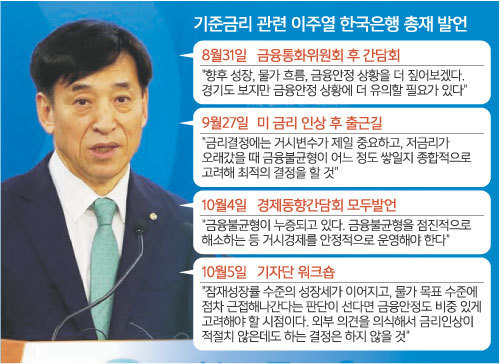 기준금리 관련 이주열 한국은행 총재 발언
8월31일 금융통화위원회 후 간담회
"향후 성장, 물가 흐름, 금융안정 상황을 더 짚어보겠다.
경기도 보지만 금융안정 상황에 더 유의할 필요가 있다"
9월27일 미 금리 인상 후 출근길
"금리결정에는 거시변수가 제일 중요하고, 저금리가
오래갔을 때 금융불균형이 어느 정도 쌓일지 종합적으로
고려해 최적의 결정을 할 것"
10월4일 경제동향간담회 모두발언
"금융불균형이 누증되고 있다. 금융불균형을 점진적으로
해소하는 등 거시경제를 안정적으로 운영해야 한다"
10월5일 기자단 워크숍
"잠재성장률 수준의 성장세가 이어지고, 물가 목표 수준에
점차 근접해나간다는 판단이 선다면 금융안정도 비중 있게
고려해야 할 시점이다. 외부 의견을 의식해서 금리인상이
적절치 않은데도 하는 결정은 하지 않을 것"